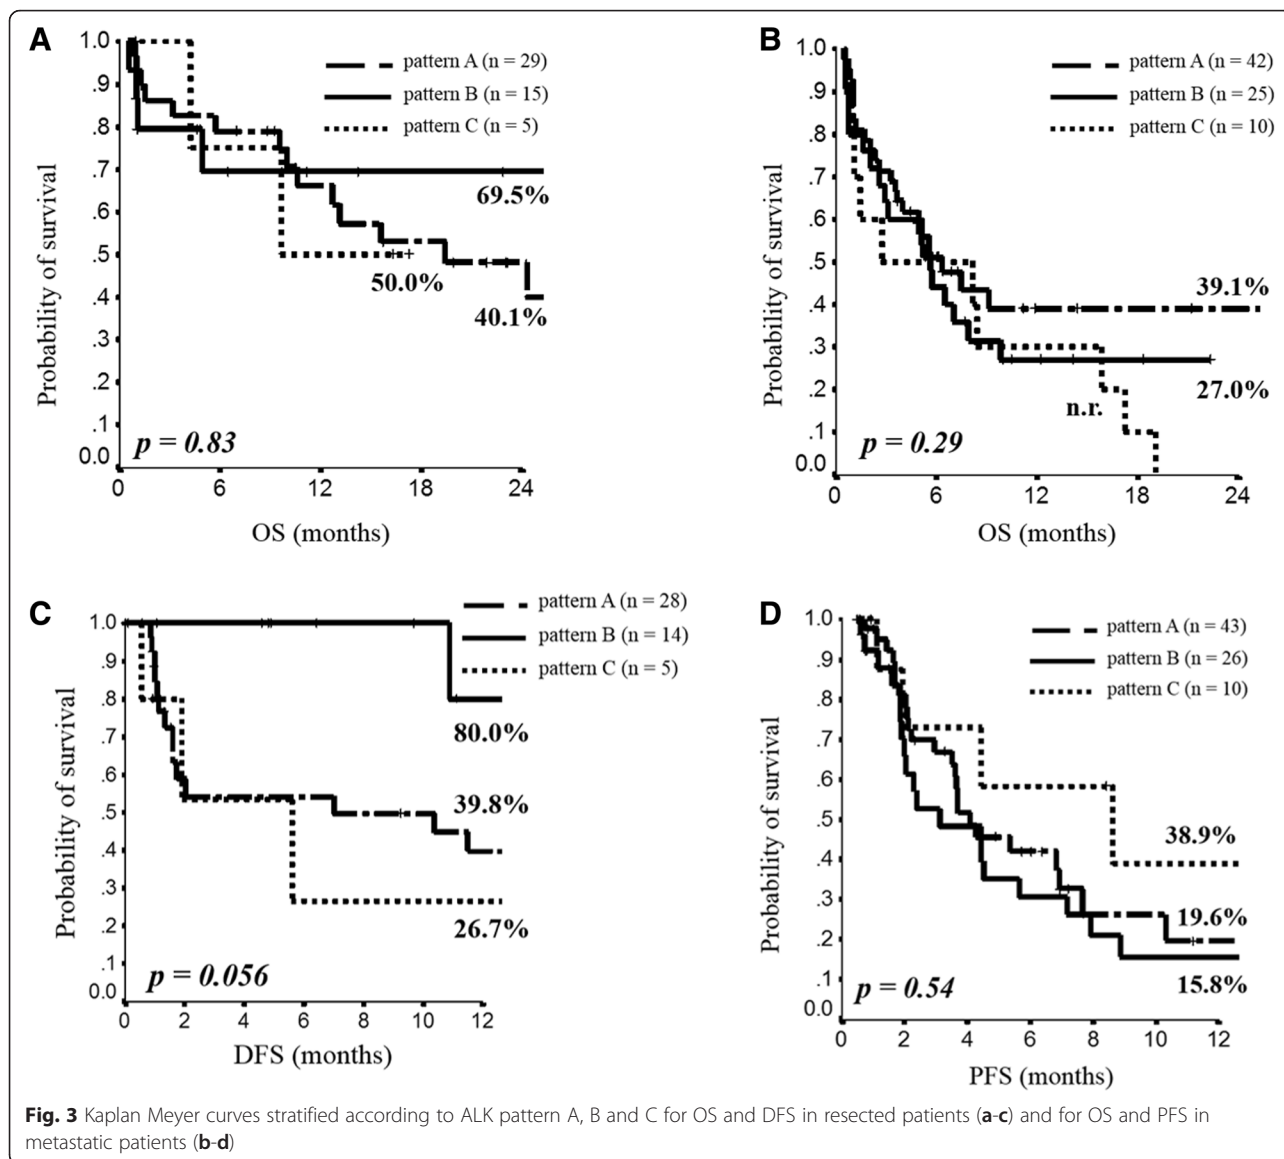 A
pattern A (n = 29)
pattern B (n = 15)
pattern C (n = 5)
Probability of survival
1.0
.9
.8
.7
.6
.5
.4
.3
.2
.1
0.0
69.5%
50.0%
40.1%
p = 0.83
0 6 12 18 24
OS (months)
B
pattern A (n = 42)
pattern B (n = 25)
pattern C (n = 10)
Probability of survival
1.0
.9
.8
.7
.6
.5
.4
.3
.2
.1
0.0
39.1%
27.0%
n.r.
p = 0.29
0 6 12 18 24
OS (months)
C
pattern A (n = 28)
pattern B (n = 14)
pattern C (n = 5)
Probability of survival
1.0
.9
.8
.7
.6
.5
.4
.3
.2
.1
0.0
80.0%
39.8%
26.7%
p = 0.056
0 2 4 6 8 10 12
DFS (months)
D
pattern A (n = 43)
pattern B (n = 26)
pattern C (n = 10)
Probability of survival
1.0
.9
.8
.7
.6
.5
.4
.3
.2
.1
0.0
38.9%
19.6%
15.8%
p = 0.54
0 2 4 6 8 10 12
PFS (months)
Fig. 3 Kaplan Meyer curves stratified according to ALK pattern A, B and C for OS and DFS in resected patients (a-c) and for OS and PFS in
metastatic patients (b-d)